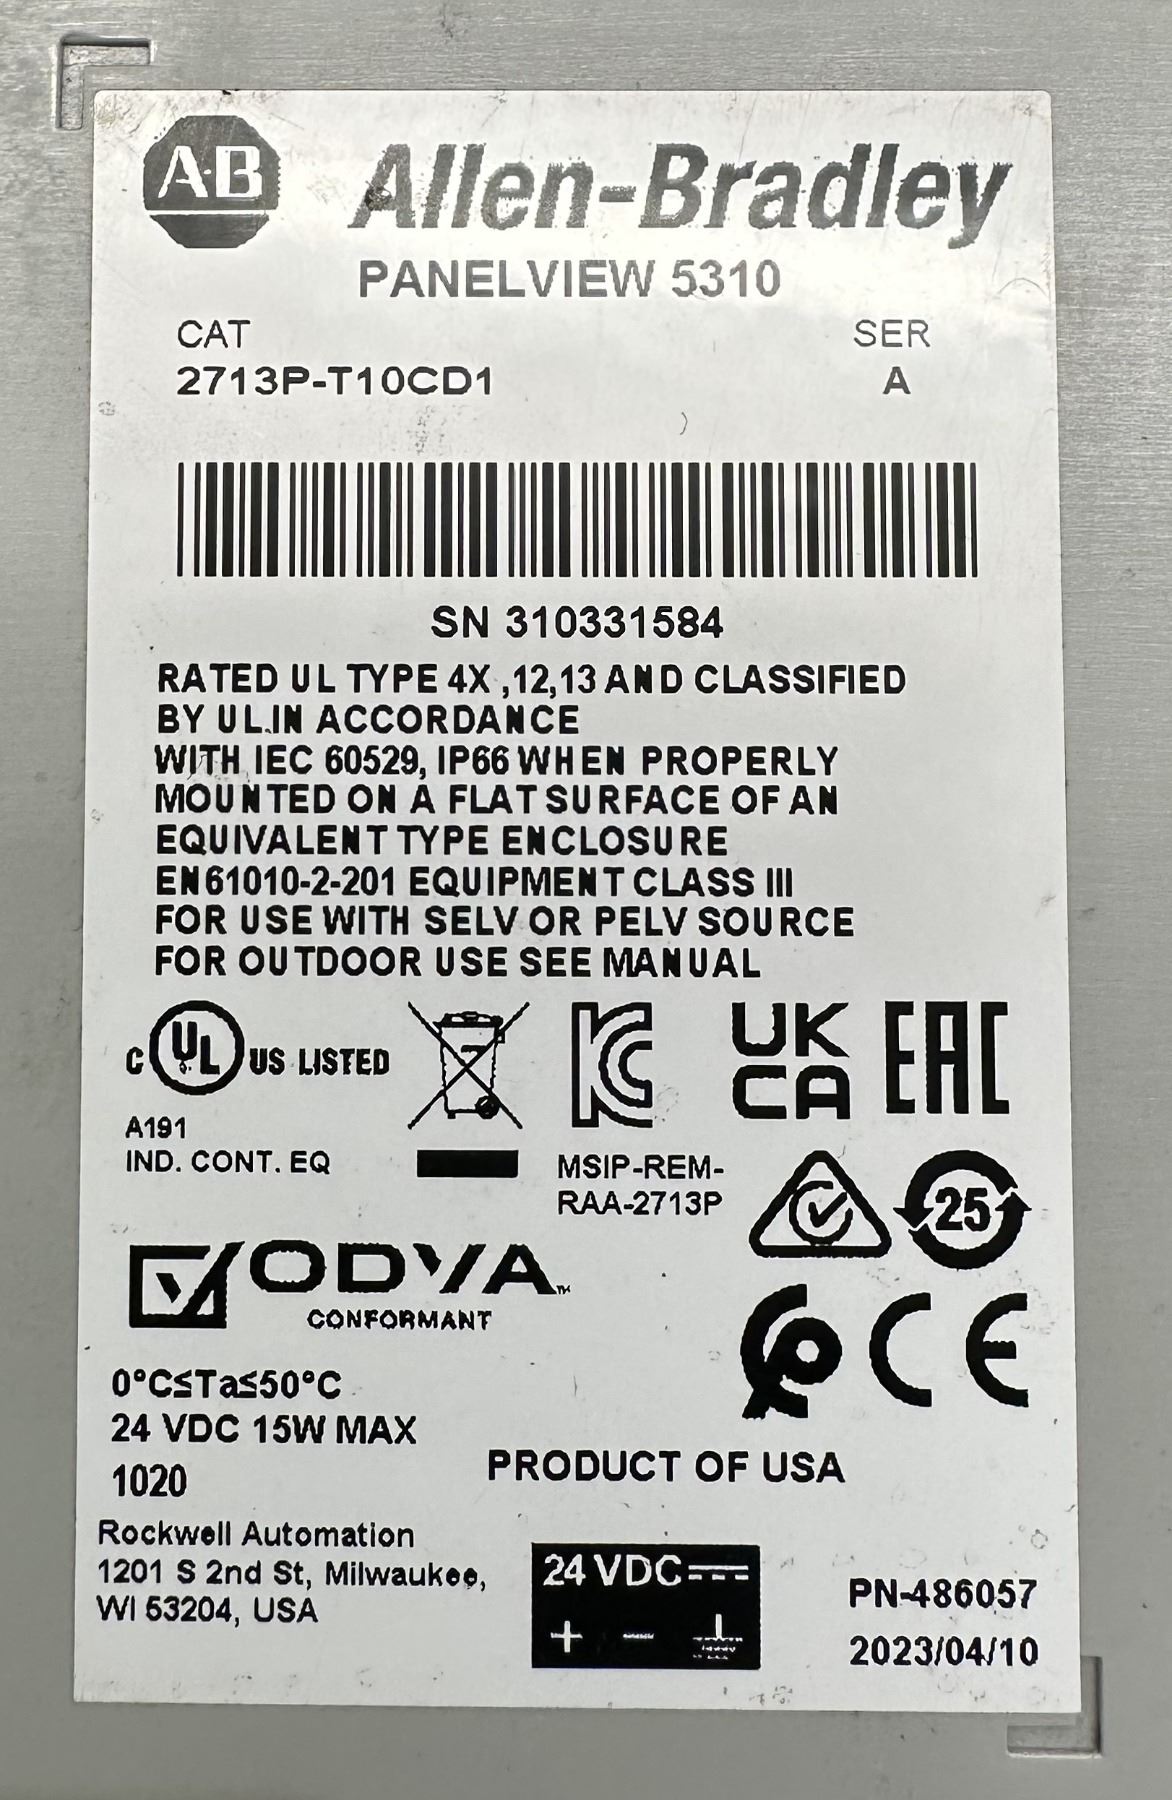 A·B Allen-Bradley
PANELVIEW 5310
CAT SER
2713P-T10CD1 A
SN 310331584
RATED UL TYPE 4X ,12,13 AND CLASSIFIED
BY UL.IN ACCORDANCE
WITH IEC 60529, IP66 WHEN PROPERLY
MOUNTED ON A FLAT SURFACE OF AN
EQUIVALENT TYPE ENCLOSURE
EN61010-2-201 EQUIPMENT CLASS III
FOR USE WITH SELV OR PELV SOURCE
FOR OUTDOOR USE SEE MANUAL
C UL US LISTED
KC
UK
CA
EAC
A191
IND. CONT. EQ
MSIP-REM-
RAA-2713P
25
ODVA™
CONFORMANT
CE
0°C≤Ta≤50°C
24 VDC 15W MAX
1020
PRODUCT OF USA
Rockwell Automation
1201 S 2nd St, Milwaukee,
WI 53204, USA
24 VDC
+ -
PN-486057
2023/04/10